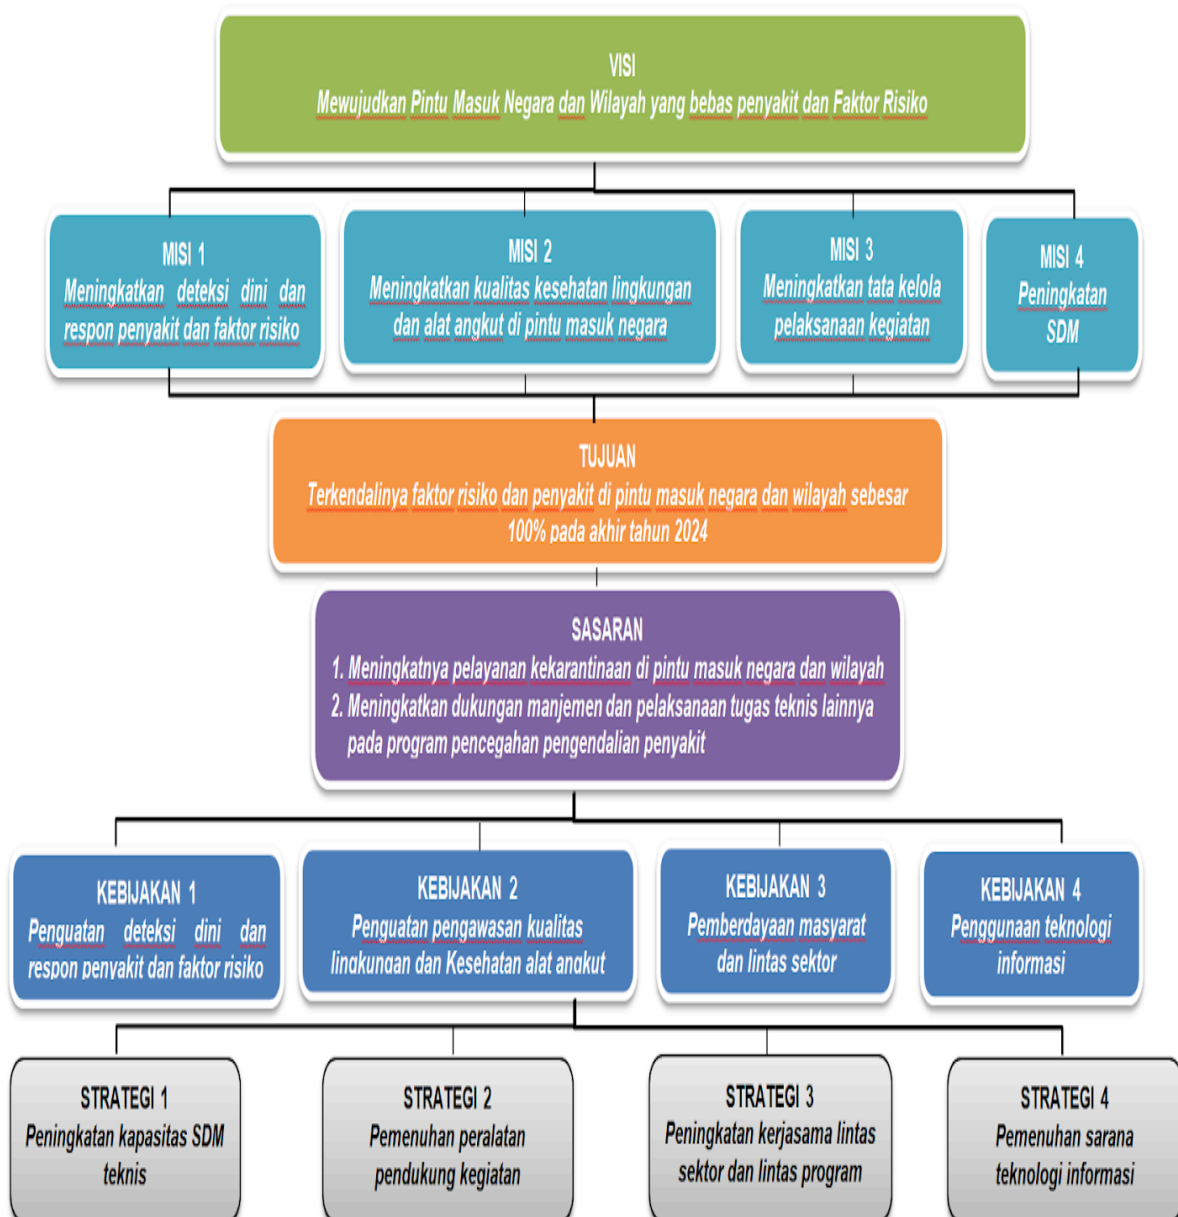 VISI
Mewujudkan Pintu Masuk Negara dan Wilayah yang bebas penyakit dan Faktor Risiko
MISI 1
Meningkatkan deteksi dini dan
respon penyakit dan faktor risiko
MISI 2
Meningkatkan kualitas kesehatan lingkungan
dan alat angkut di pintu masuk negara
MISI 3
Meningkatkan tata kelola
pelaksanaan kegiatan
MISI 4
Peningkatan
SDM
TUJUAN
Terkendalinya faktor risiko dan penyakit di pintu masuk negara dan wilayah sebesar
100% pada akhir tahun 2024
SASARAN
1. Meningkatnya pelayanan kekarantinaan di pintu masuk negara dan wilayah
2. Meningkatkan dukungan manjemen dan pelaksanaan tugas teknis lainnya
pada program pencegahan pengendalian penyakit
KEBIJAKAN 1
Penguatan deteksi dini dan
respon penyakit dan faktor risiko
KEBIJAKAN 2
Penguatan pengawasan kualitas
lingkungan dan Kesehatan alat angkut
KEBIJAKAN 3
Pemberdayaan masyarat
dan lintas sektor
KEBIJAKAN 4
Penggunaan teknologi
informasi
STRATEGI 1
Peningkatan kapasitas SDM
teknis
STRATEGI 2
Pemenuhan peralatan
pendukung kegiatan
STRATEGI 3
Peningkatan kerjasama lintas
sektor dan lintas program
STRATEGI 4
Pemenuhan sarana
teknologi informasi